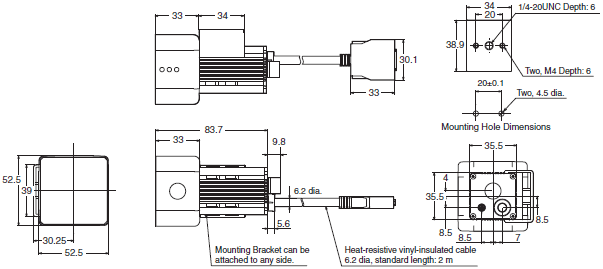 33
34
30.1
33
34
20
1/4-20UNC Depth: 6
38.9
Two, M4 Depth: 6
20±0.1
Two, 4.5 dia.
Mounting Hole Dimensions
52.5
39
30.25
52.5
83.7
33
9.8
6.2 dia.
5.6
Mounting Bracket can be
attached to any side.
Heat-resistive vinyl-insulated cable
6.2 dia, standard length: 2 m
35.5
4
35.5
8.5
8.5
7
8.5